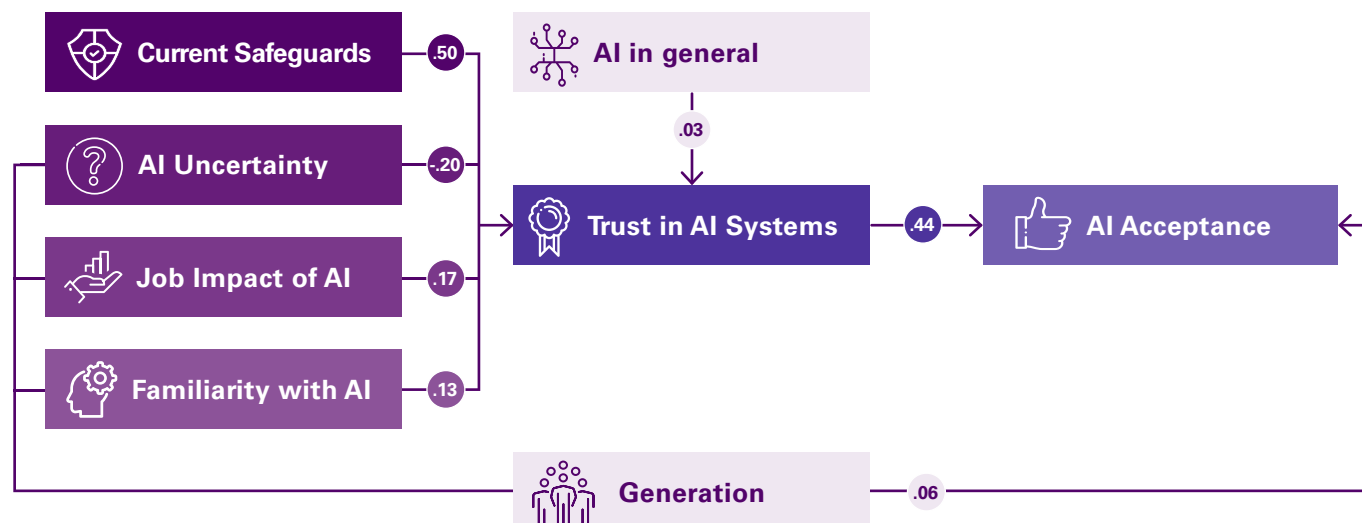 Current Safeguards
.50
AI in general
.03
AI Uncertainty
-.20
Trust in AI Systems
.44
AI Acceptance
Job Impact of AI
.17
Familiarity with AI
.13
Generation
.06